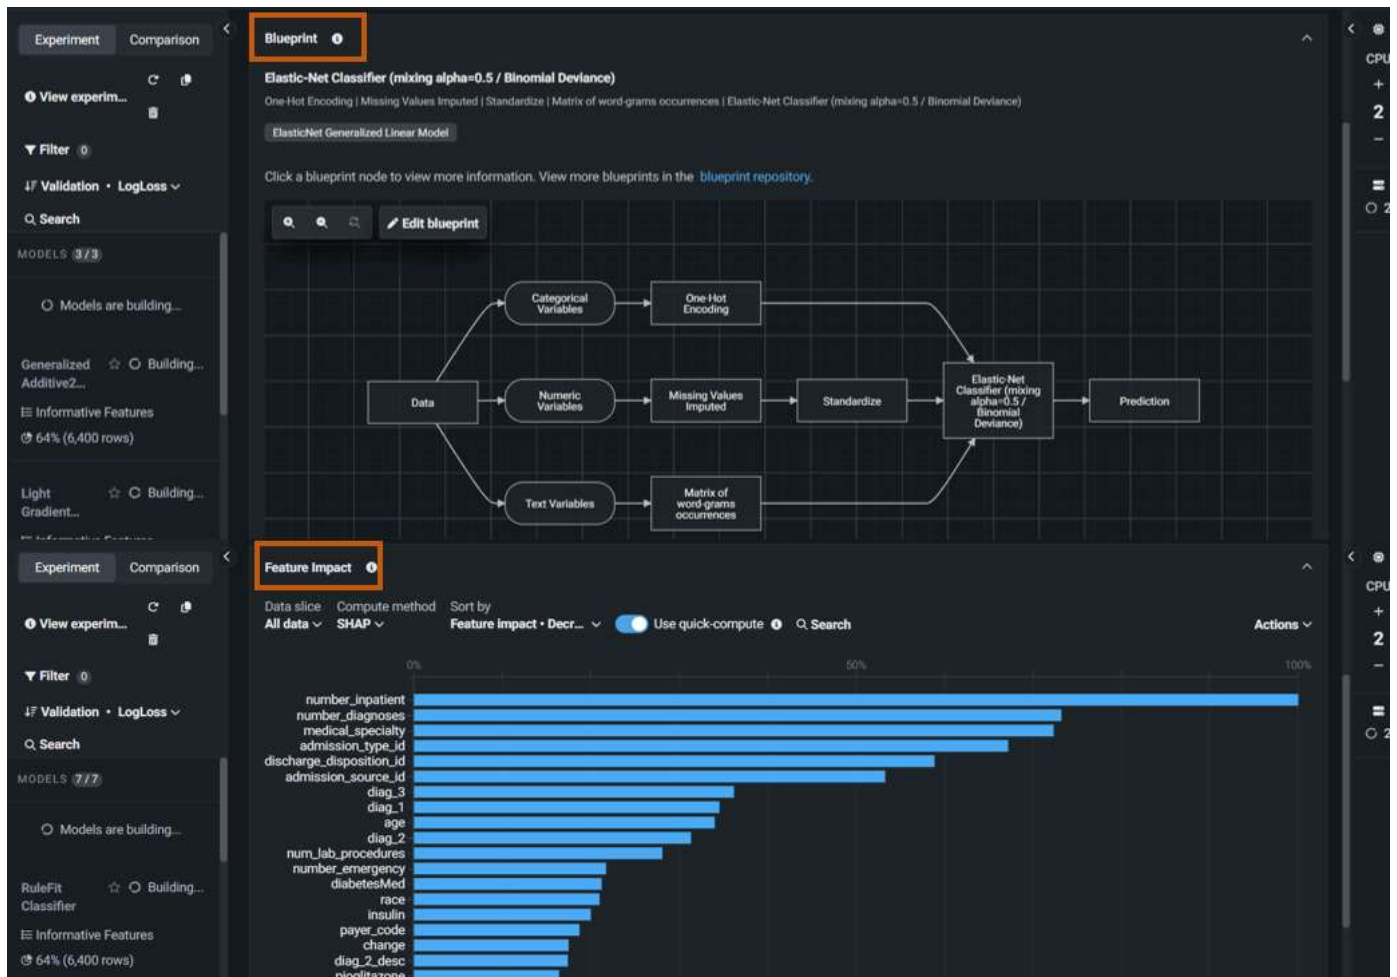 Experiment Comparison
View experim...
Filter 0
Validation • LogLoss
Search
MODELS 3/3
Models are building...
Generalized Additive2...
Building...
Informative Features
64% (6,400 rows)
Light Gradient...
Building...
Informative Features
Blueprint
Elastic-Net Classifier (mixing alpha=0.5 / Binomial Deviance)
One-Hot Encoding | Missing Values Imputed | Standardize | Matrix of word-grams occurrences | Elastic-Net Classifier (mixing alpha=0.5 / Binomial Deviance)
ElasticNet Generalized Linear Model
Click a blueprint node to view more information. View more blueprints in the blueprint repository.
Edit blueprint
Data
Categorical
Variables
One-Hot
Encoding
Numeric
Variables
Missing Values
Imputed
Standardize
Text Variables
Matrix of
word-grams
occurrences
Elastic-Net
Classifier (mixing
alpha=0.5 /
Binomial
Deviance)
Prediction
CPU
+
2
−
2
Experiment Comparison
View experim...
Filter 0
Validation • LogLoss
Search
MODELS 7/7
Models are building...
RuleFit
Classifier
Building...
Informative Features
64% (6,400 rows)
Feature Impact
Data slice Compute method Sort by
All data SHAP Feature impact • Decr... Use quick-compute Search Actions
0% 50% 100%
number_inpatient
number_diagnoses
medical_specialty
admission_type_id
discharge_disposition_id
admission_source_id
diag_3
diag_1
age
diag_2
num_lab_procedures
number_emergency
diabetesMed
race
insulin
payer_code
change
diag_2_desc
pioglitazone
CPU
+
2
−
2